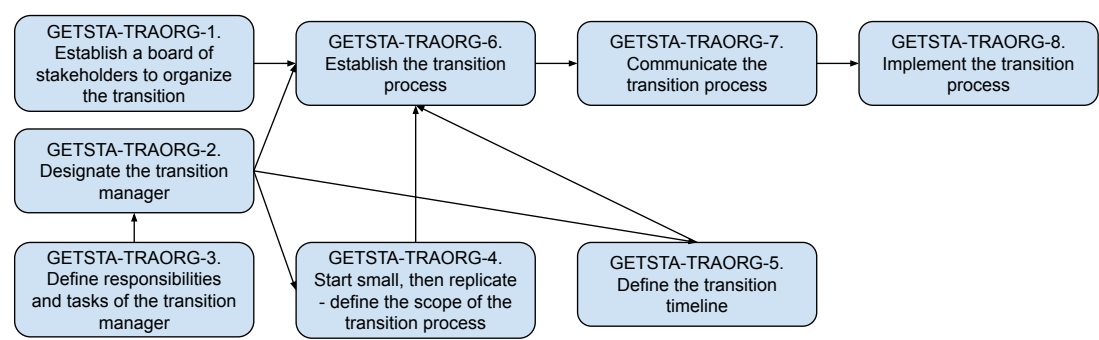 GETSTA-TRAORG-1.
Establish a board of
stakeholders to organize
the transition
GETSTA-TRAORG-6.
Establish the transition
process
GETSTA-TRAORG-7.
Communicate the
transition process
GETSTA-TRAORG-8.
Implement the transition
process
GETSTA-TRAORG-2.
Designate the transition
manager
GETSTA-TRAORG-3.
Define responsibilities
and tasks of the transition
manager
GETSTA-TRAORG-4.
Start small, then replicate
- define the scope of the
transition process
GETSTA-TRAORG-5.
Define the transition
timeline